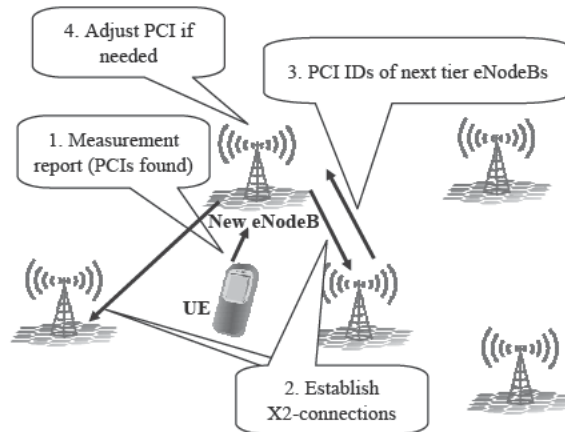 4. Adjust PCI if
needed
3. PCI IDs of next tier eNodeBs
1. Measurement
report (PCIs found)
New eNodeB
UE
2. Establish
X2-connections